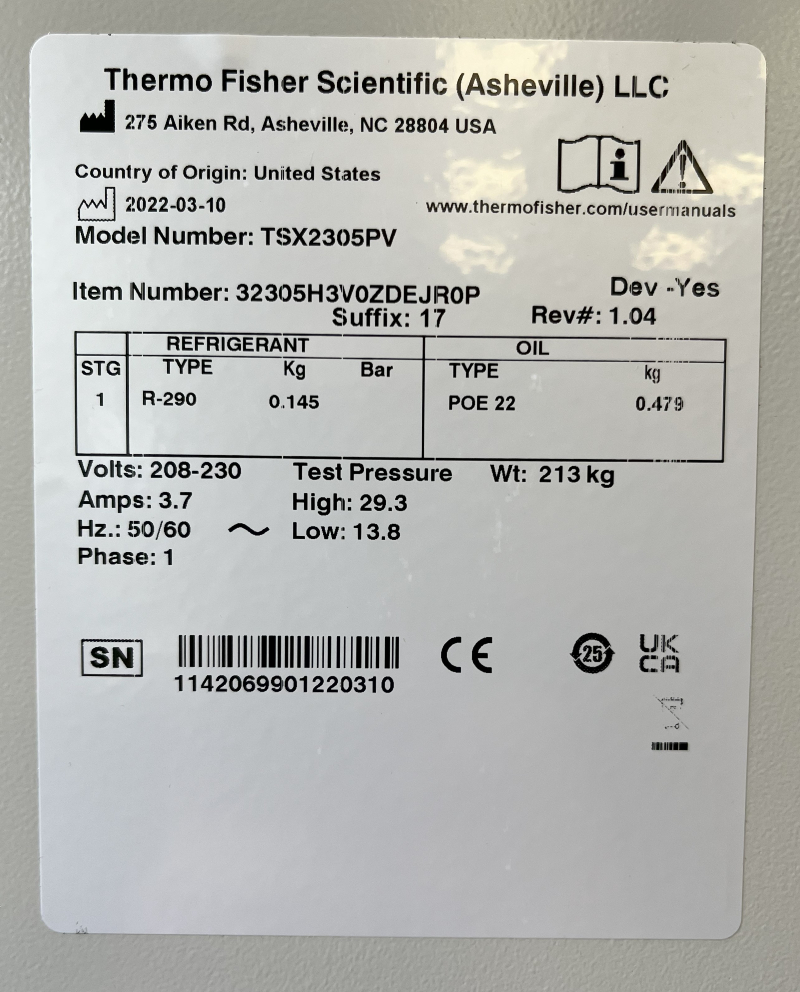 Thermo Fisher Scientific (Asheville) LLC
275 Aiken Rd, Asheville, NC 28804 USA
Country of Origin: United States
2022-03-10
www.thermofisher.com/usermanuals
Model Number: TSX2305PV
Item Number: 32305H3V0ZDEJR0P
Dev -Yes
Suffix: 17
Rev#: 1.04
REFRIGERANT
OIL
STG TYPE Kg Bar TYPE kg
1 R-290 0.145 POE 22 0.479
Volts: 208-230 Test Pressure Wt: 213 kg
Amps: 3.7 High: 29.3
Hz.: 50/60 Low: 13.8
Phase: 1
SN
CE
25
UK
CA
1142069901220310